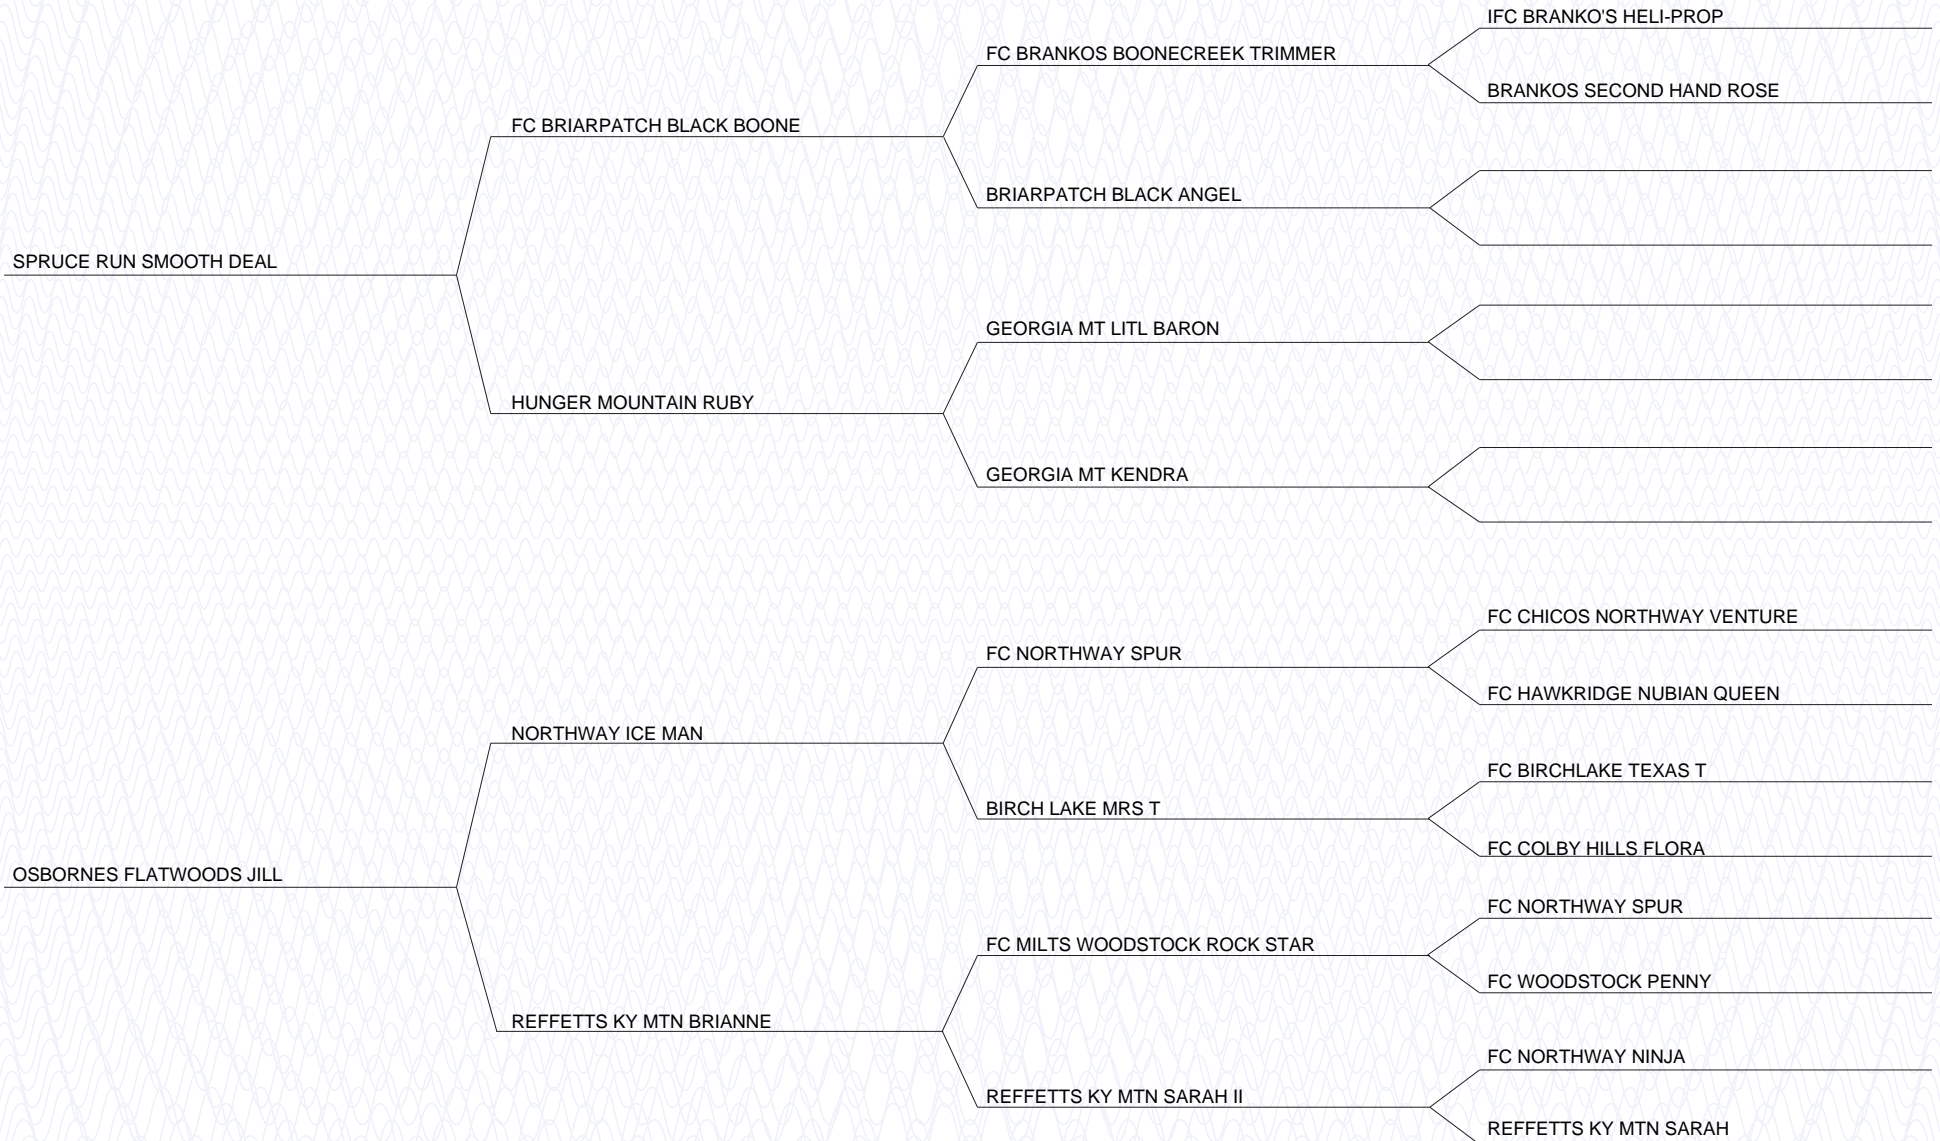 IFC BRANKO'S HELI-PROP
FC BRANKOS BOONECREEK TRIMMER
BRANKOS SECOND HAND ROSE
FC BRIARPATCH BLACK BOONE
BRIARPATCH BLACK ANGEL
SPRUCE RUN SMOOTH DEAL
GEORGIA MT LITL BARON
HUNGER MOUNTAIN RUBY
GEORGIA MT KENDRA
FC CHICOS NORTHWAY VENTURE
FC NORTHWAY SPUR
FC HAWKRIDGE NUBIAN QUEEN
NORTHWAY ICE MAN
FC BIRCHLAKE TEXAS T
BIRCH LAKE MRS T
FC COLBY HILLS FLORA
OSBORNES FLATWOODS JILL
FC NORTHWAY SPUR
FC MILTS WOODSTOCK ROCK STAR
FC WOODSTOCK PENNY
REFFETTS KY MTN BRIANNE
FC NORTHWAY NINJA
REFFETTS KY MTN SARAH II
REFFETTS KY MTN SARAH